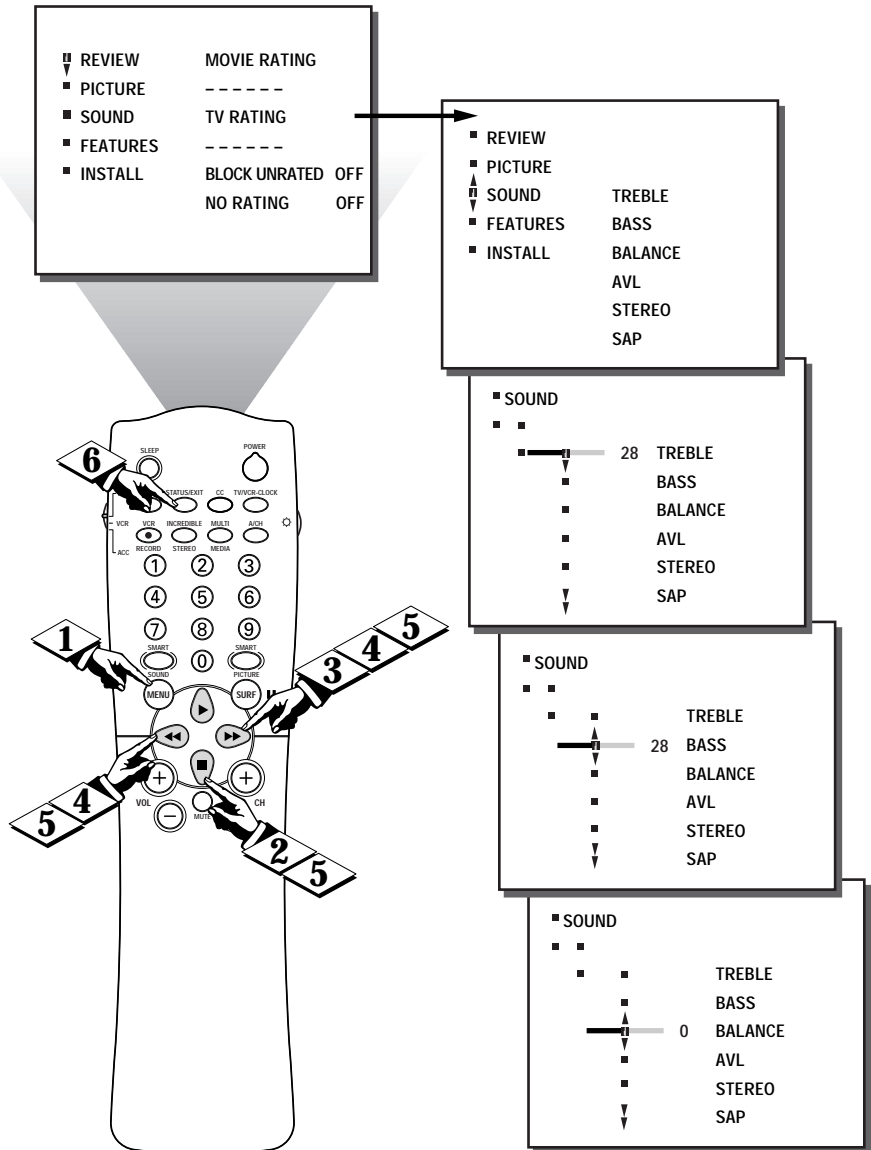 REVIEW MOVIE RATING
PICTURE – – – – – –
SOUND TV RATING
FEATURES – – – – – –
INSTALL BLOCK UNRATED OFF
NO RATING OFF
REVIEW
PICTURE
SOUND TREBLE
FEATURES BASS
INSTALL BALANCE
AVL
STEREO
SAP
SOUND
28 TREBLE
BASS
BALANCE
AVL
STEREO
SAP
SOUND
TREBLE
28 BASS
BALANCE
AVL
STEREO
SAP
SOUND
TREBLE
BASS
0 BALANCE
AVL
STEREO
SAP
SLEEP POWER
6
STATUS/EXIT CC TV/VCR-CLOCK
VCR VCR INCREDIBLE MULTI A/CH
ACC RECORD STEREO MEDIA
1 2 3
4 5 6
7 8 9
SMART 0 SMART
SOUND PICTURE
MENU SURF
1
3 4 5
5 4
VOL + − MUTE + CH
2 5